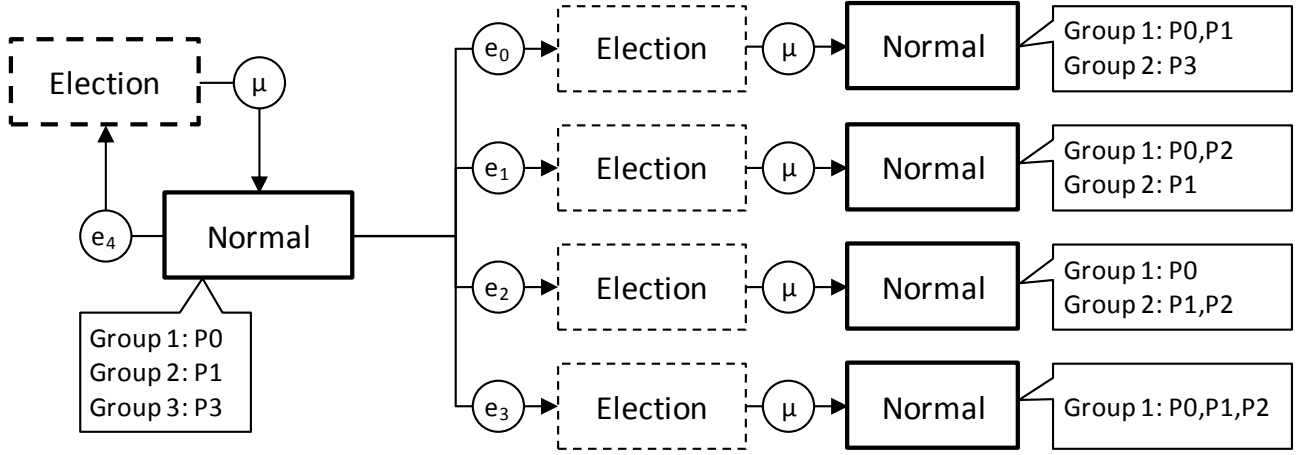 Election
μ
e4
Normal
Group 1: P0
Group 2: P1
Group 3: P3
e0
Election
μ
Normal
Group 1: P0,P1
Group 2: P3
e1
Election
μ
Normal
Group 1: P0,P2
Group 2: P1
e2
Election
μ
Normal
Group 1: P0
Group 2: P1,P2
e3
Election
μ
Normal
Group 1: P0,P1,P2